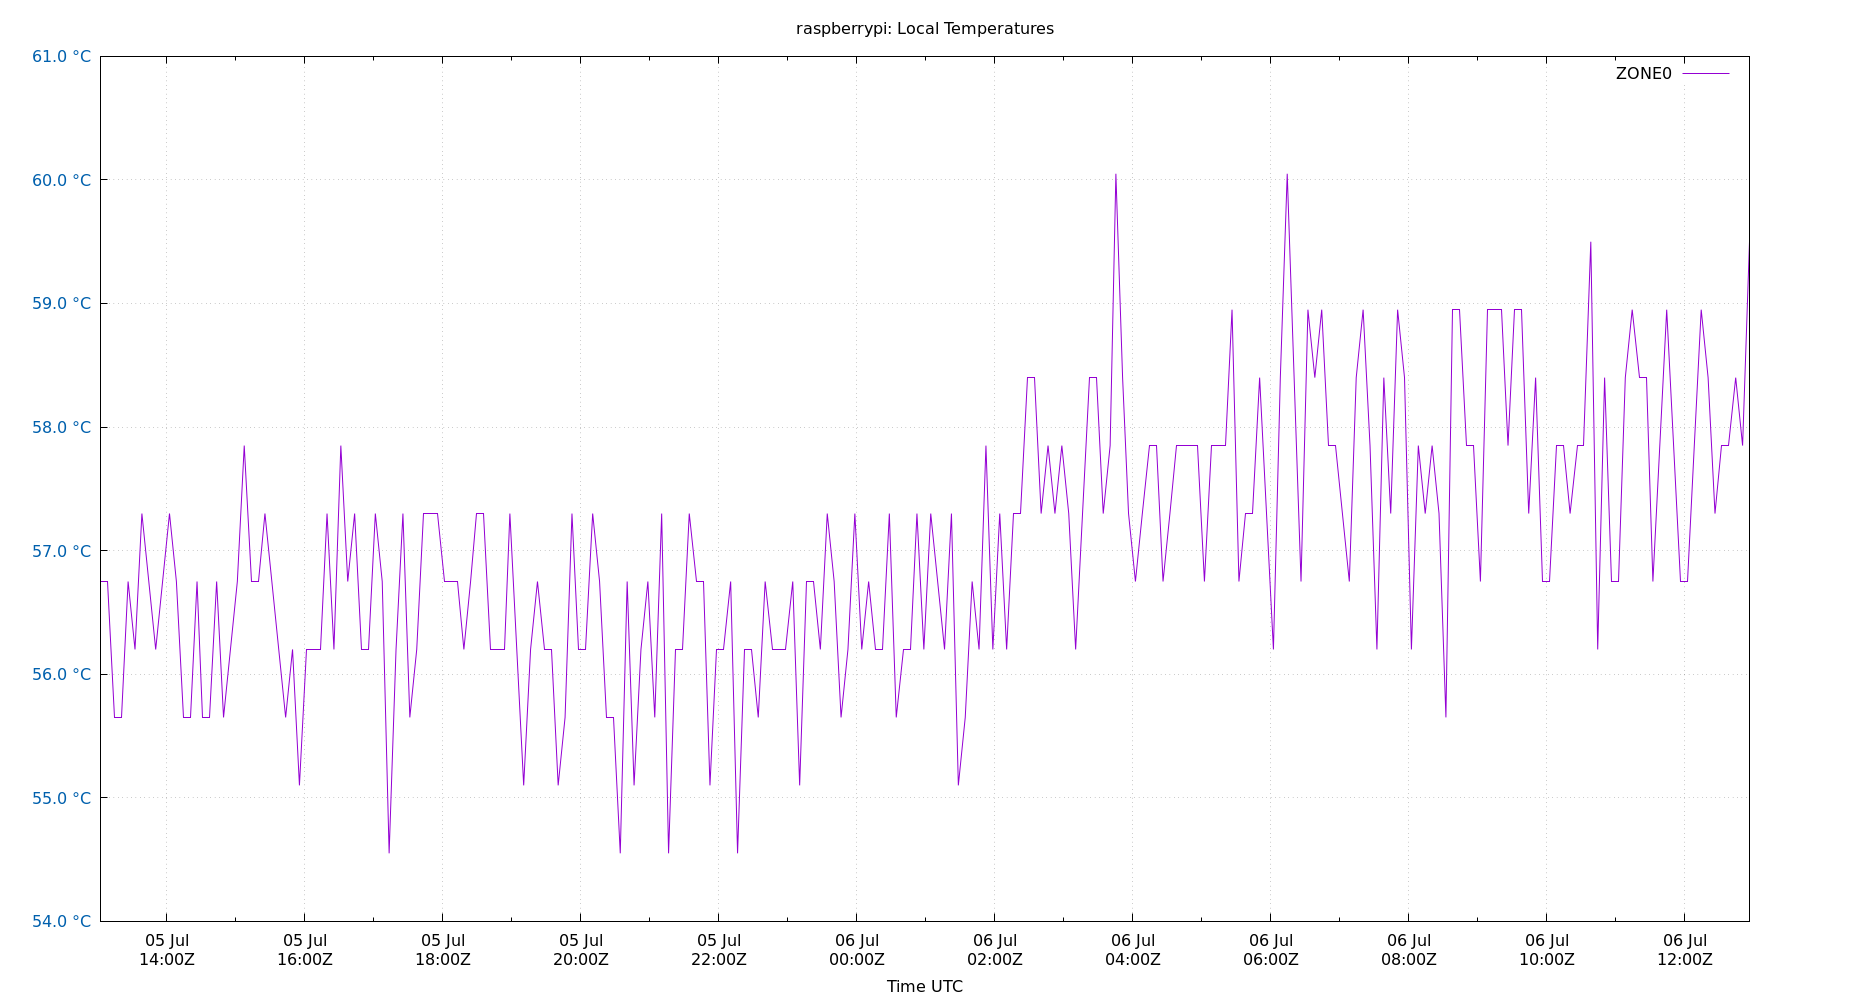 raspberrypi: Local Temperatures
61.0 °C
ZONE0
60.0 °C
59.0 °C
58.0 °C
57.0 °C
56.0 °C
55.0 °C
54.0 °C
05 Jul 05 Jul 05 Jul 05 Jul 05 Jul 06 Jul 06 Jul 06 Jul 06 Jul 06 Jul 06 Jul 06 Jul
14:00Z 16:00Z 18:00Z 20:00Z 22:00Z 00:00Z 02:00Z 04:00Z 06:00Z 08:00Z 10:00Z 12:00Z
Time UTC